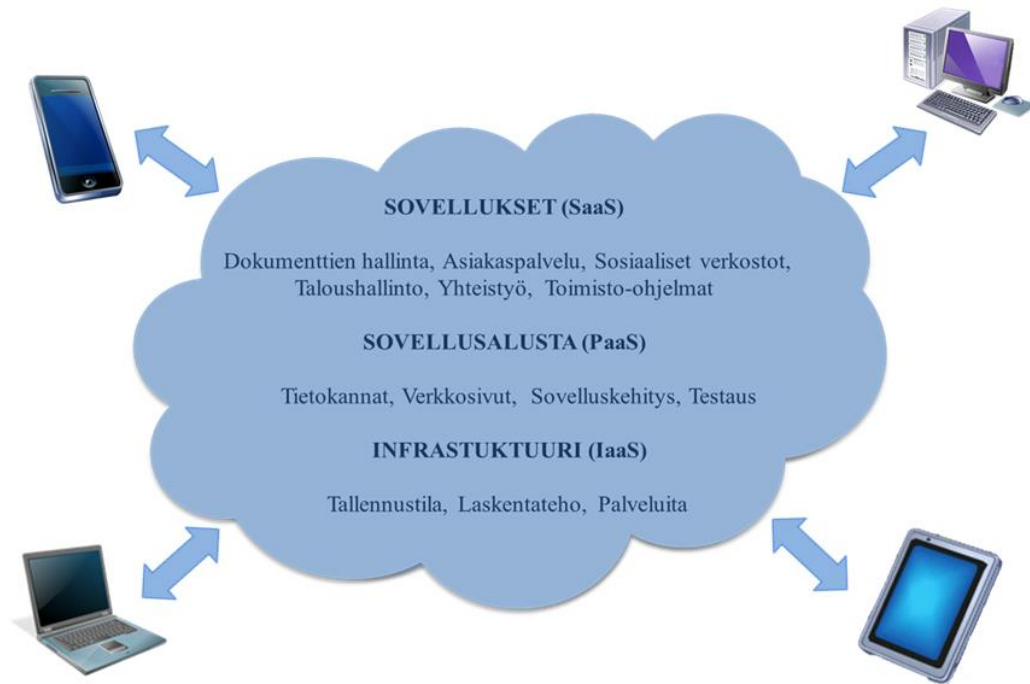 SOVELLUKSET (SaaS)
Dokumenttien hallinta, Asiakaspalvelu, Sosiaaliset verkostot,
Taloushallinto, Yhteistyö, Toimisto-ohjelmat
SOVELLUSALUSTA (PaaS)
Tietokannat, Verkkosivut, Sovelluskehitys, Testaus
INFRASTUKTUURI (IaaS)
Tallennustila, Laskentateho, Palveluita